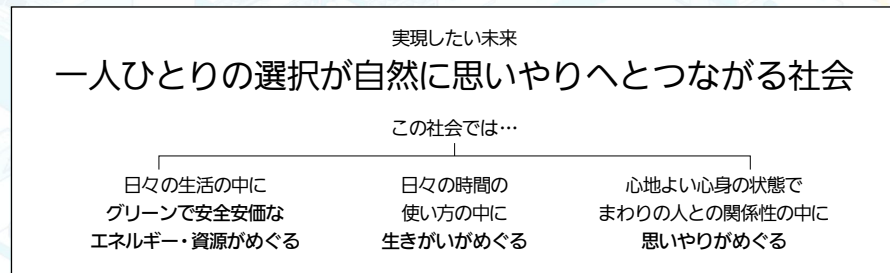 実現したい未来
一人ひとりの選択が自然に思いやりへとつながる社会
この社会では…
日々の生活の中に
グリーンで安全安価な
エネルギー・資源がめぐる
日々の時間の
使い方の中に
生きがいがめぐる
心地よい心身の状態で
まわりの人との関係性の中に
思いやりがめぐる